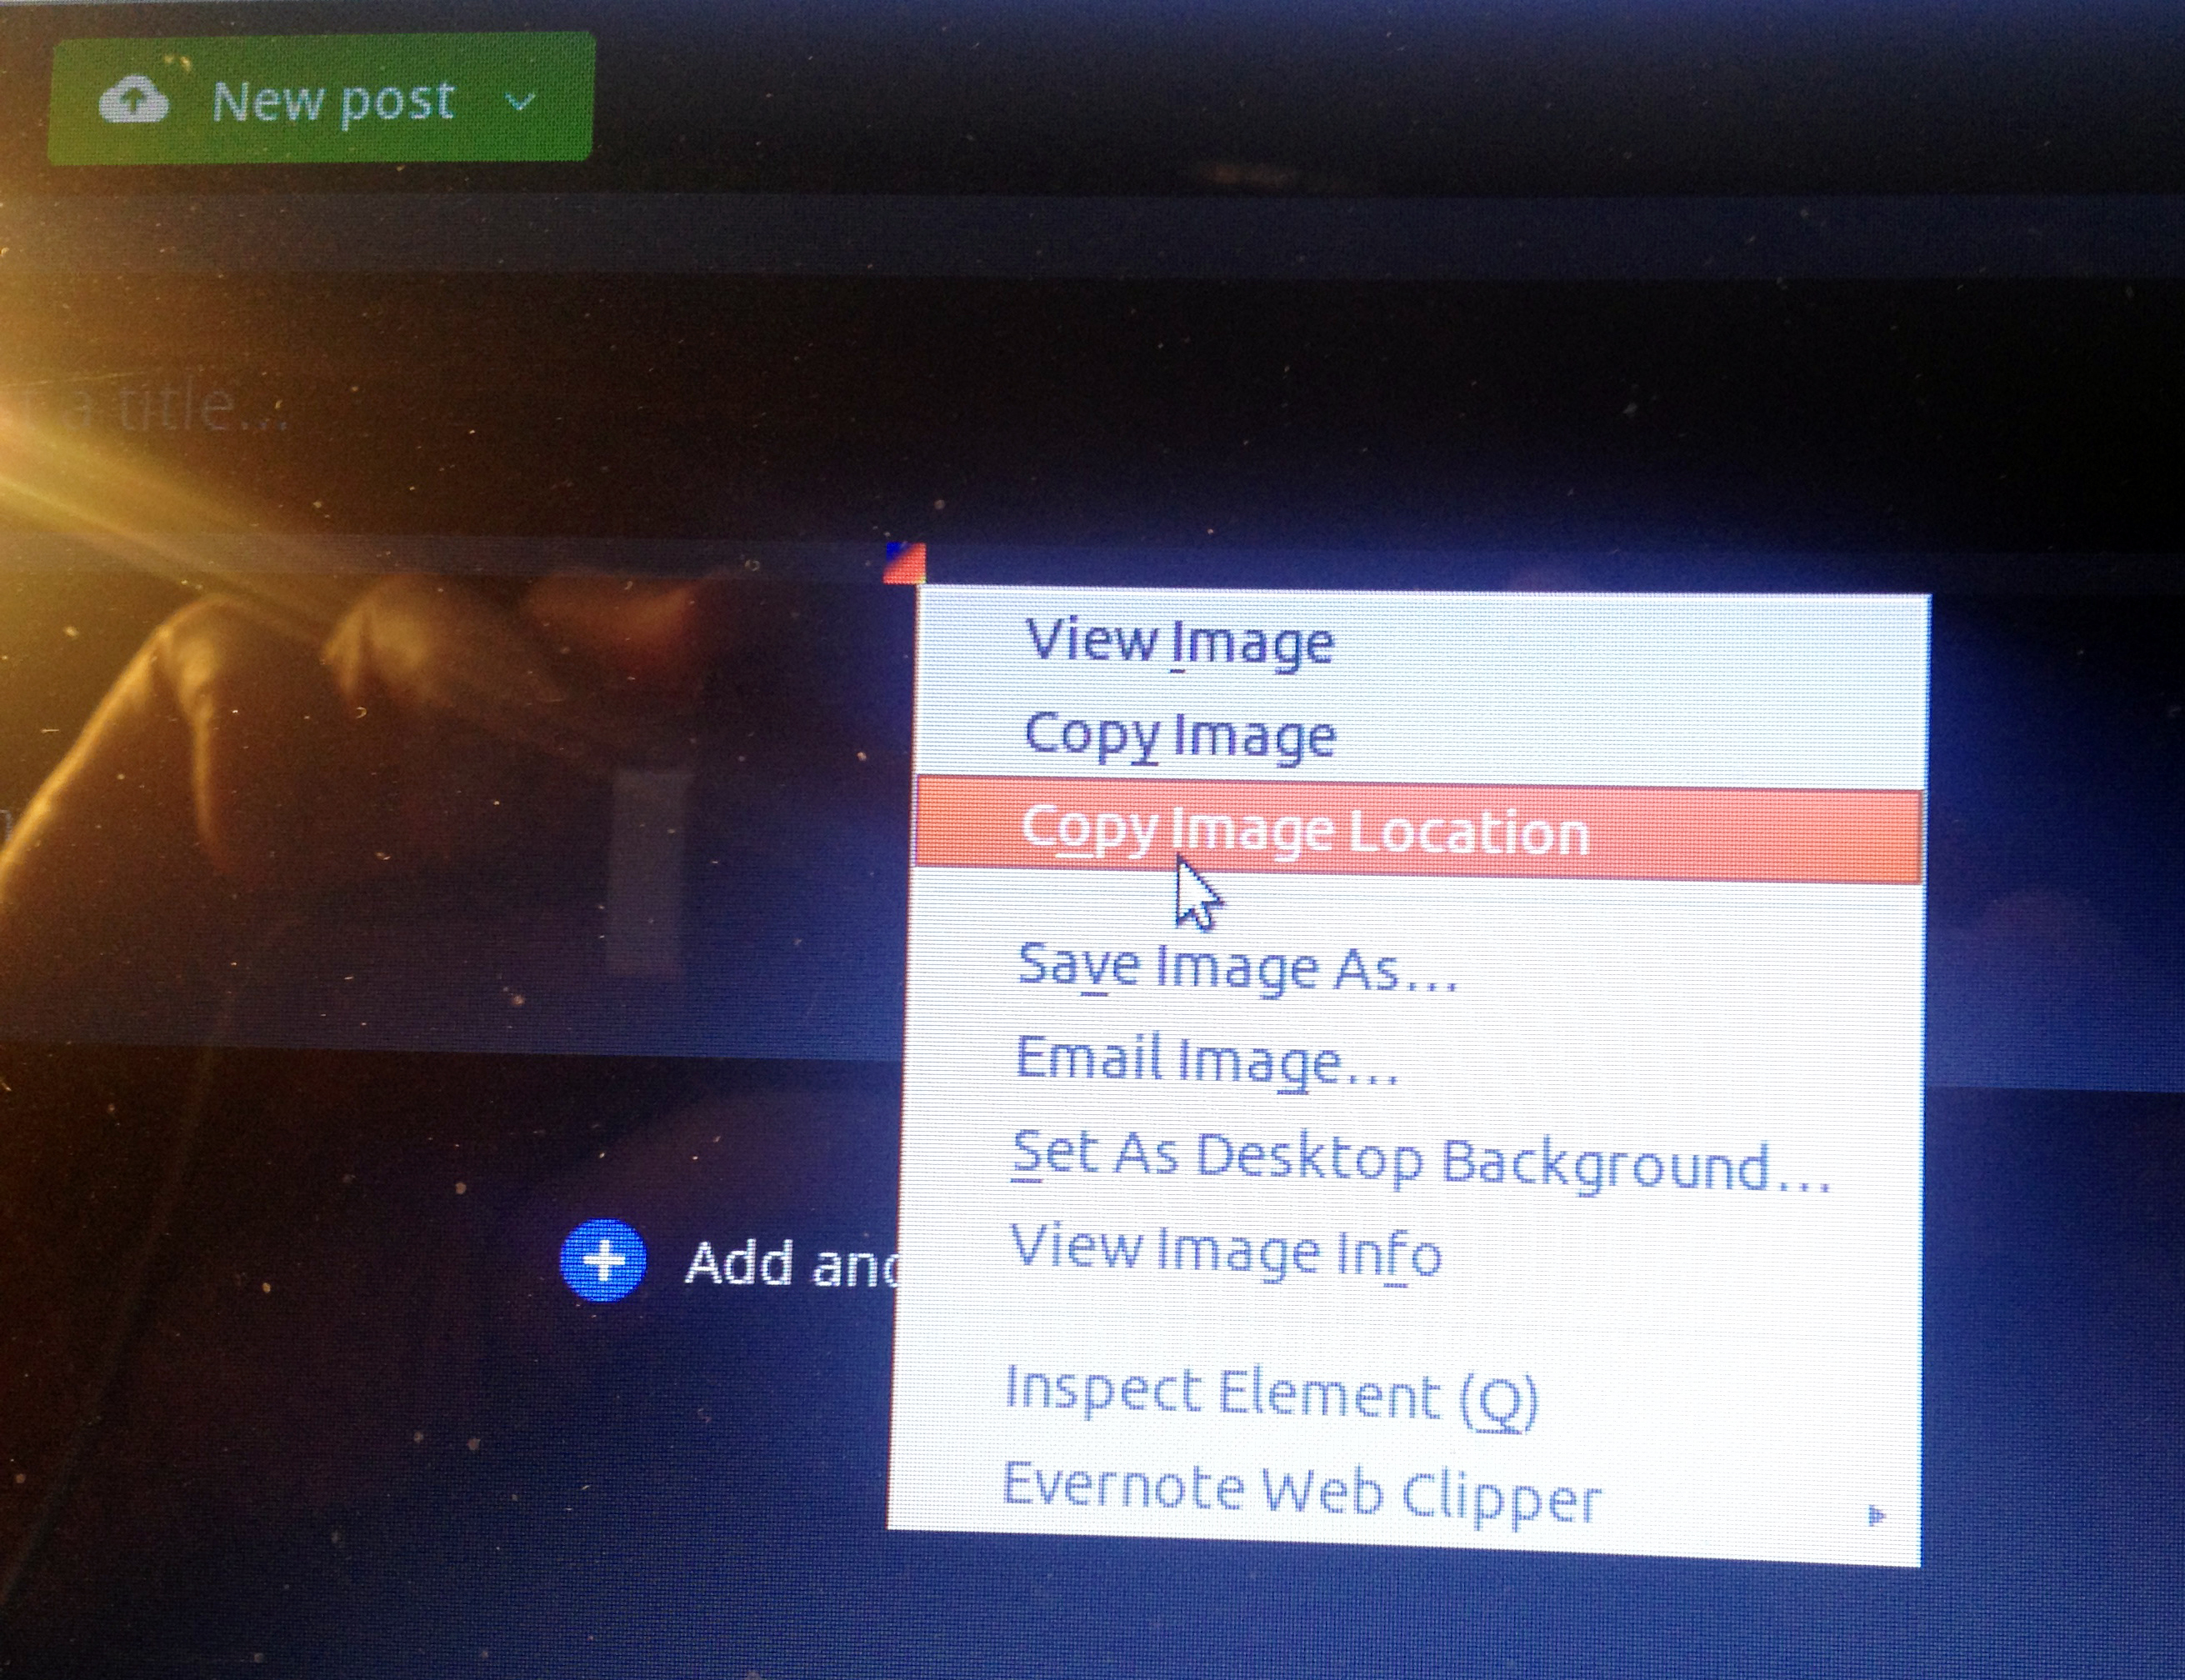 New post
a title...
View Image
Copy Image
Copy Image Location
Save Image As...
Email Image...
Set As Desktop Background...
View Image Info
Add and
Inspect Element (Q)
Evernote Web Clipper